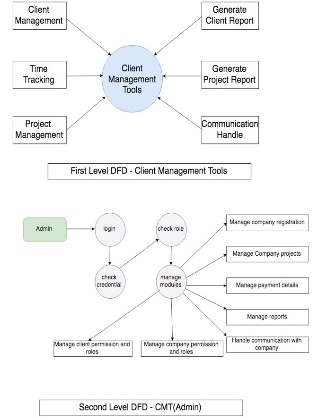 Client
Management
Generate
Client Report
Time
Tracking
Client
Management
Tools
Generate
Project Report
Project
Management
Communication
Handle
First Level DFD - Client Management Tools
Admin
login
check role
check
credential
manage
modules
Manage company registration
Manage Company projects
Manage payment details
Manage reports
Handle communication with
company
Manage client permission and
roles
Manage company permission
and roles
Second Level DFD - CMT(Admin)